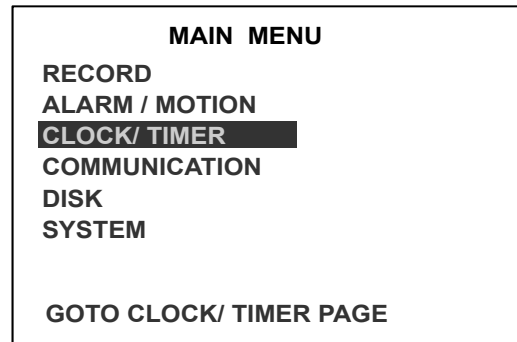 MAIN MENU
RECORD
ALARM / MOTION
CLOCK/ TIMER
COMMUNICATION
DISK
SYSTEM
GOTO CLOCK/ TIMER PAGE